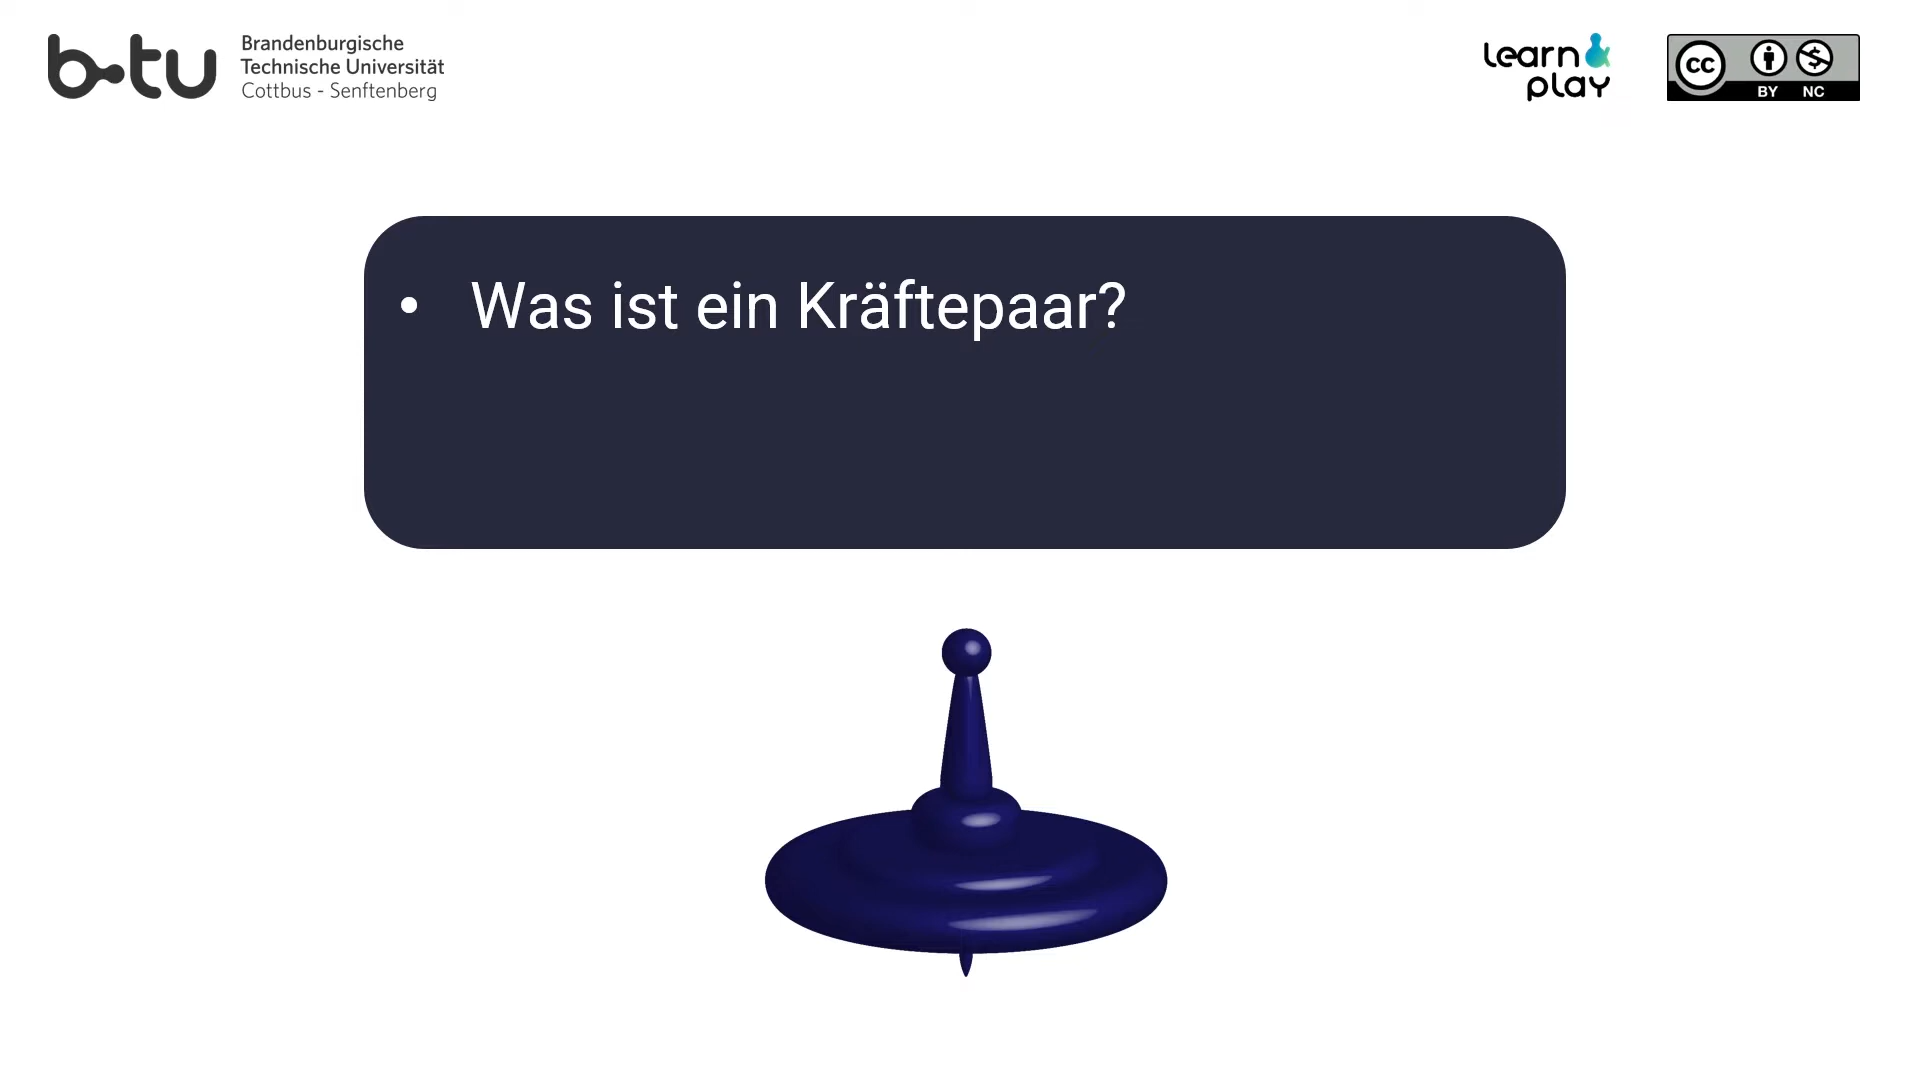 b-tu
Brandenburgische
Technische Universität
Cottbus - Senftenberg
learn &
play
cc
BY NC
• Was ist ein Kräftepaar?